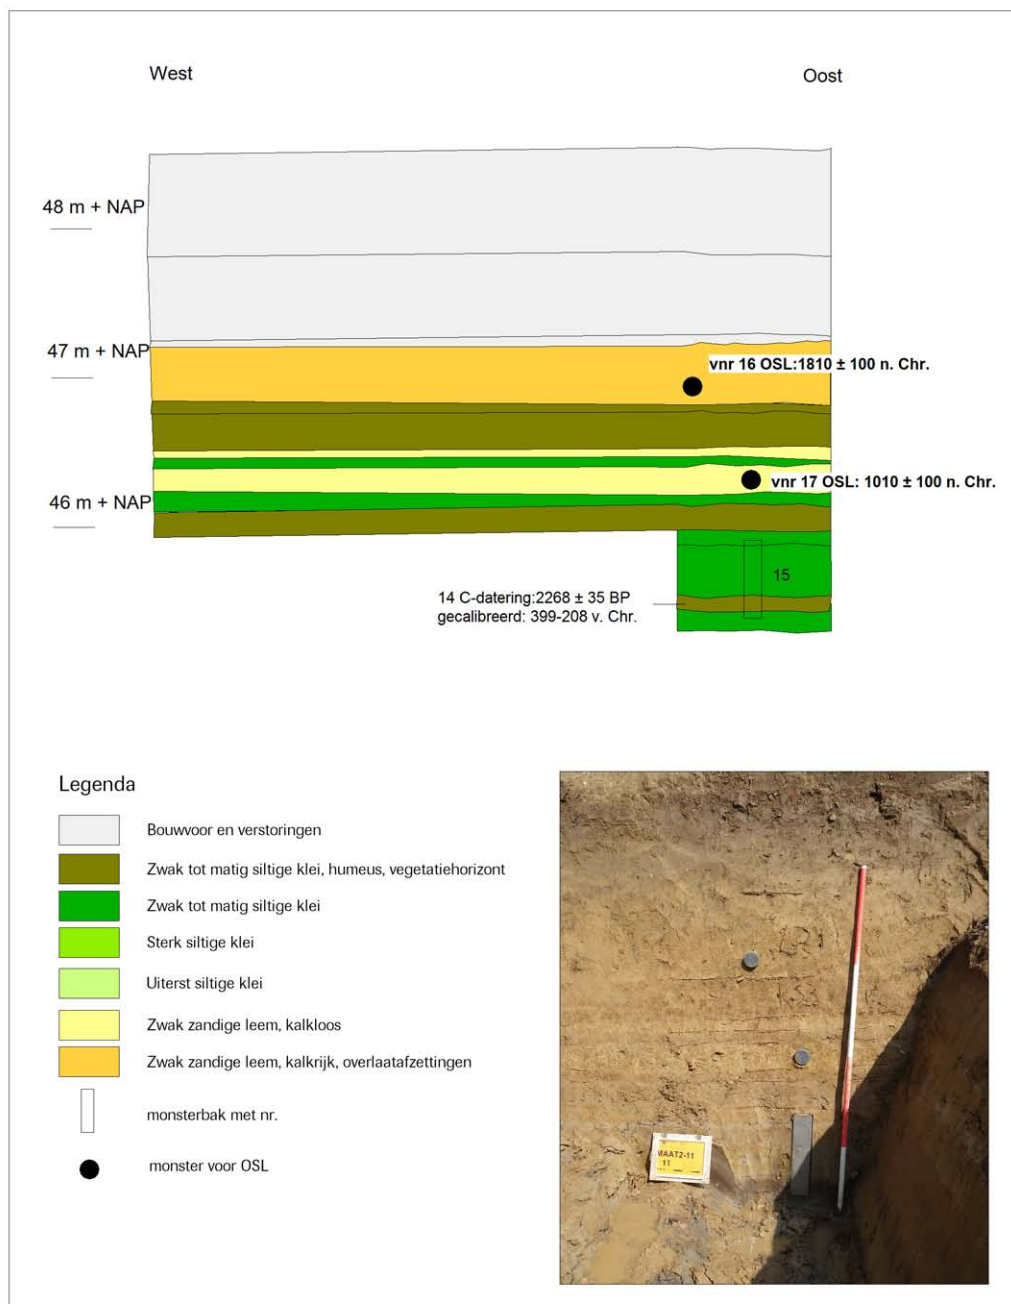 West
Oost
48 m + NAP
47 m + NAP
vnr 16 OSL:1810 ± 100 n. Chr.
vnr 17 OSL: 1010 ± 100 n. Chr.
46 m + NAP
15
14 C-datering:2268 ± 35 BP
gecalibreerd: 399-208 v. Chr.
Legenda
Bouwvoor en verstoringen
Zwak tot matig siltige klei, humeus, vegetatiehorizont
Zwak tot matig siltige klei
Sterk siltige klei
Uiterst siltige klei
Zwak zandige leem, kalkloos
Zwak zandige leem, kalkrijk, overlaatafzettingen
monsterbak met nr.
monster voor OSL
MAAT2-11
11